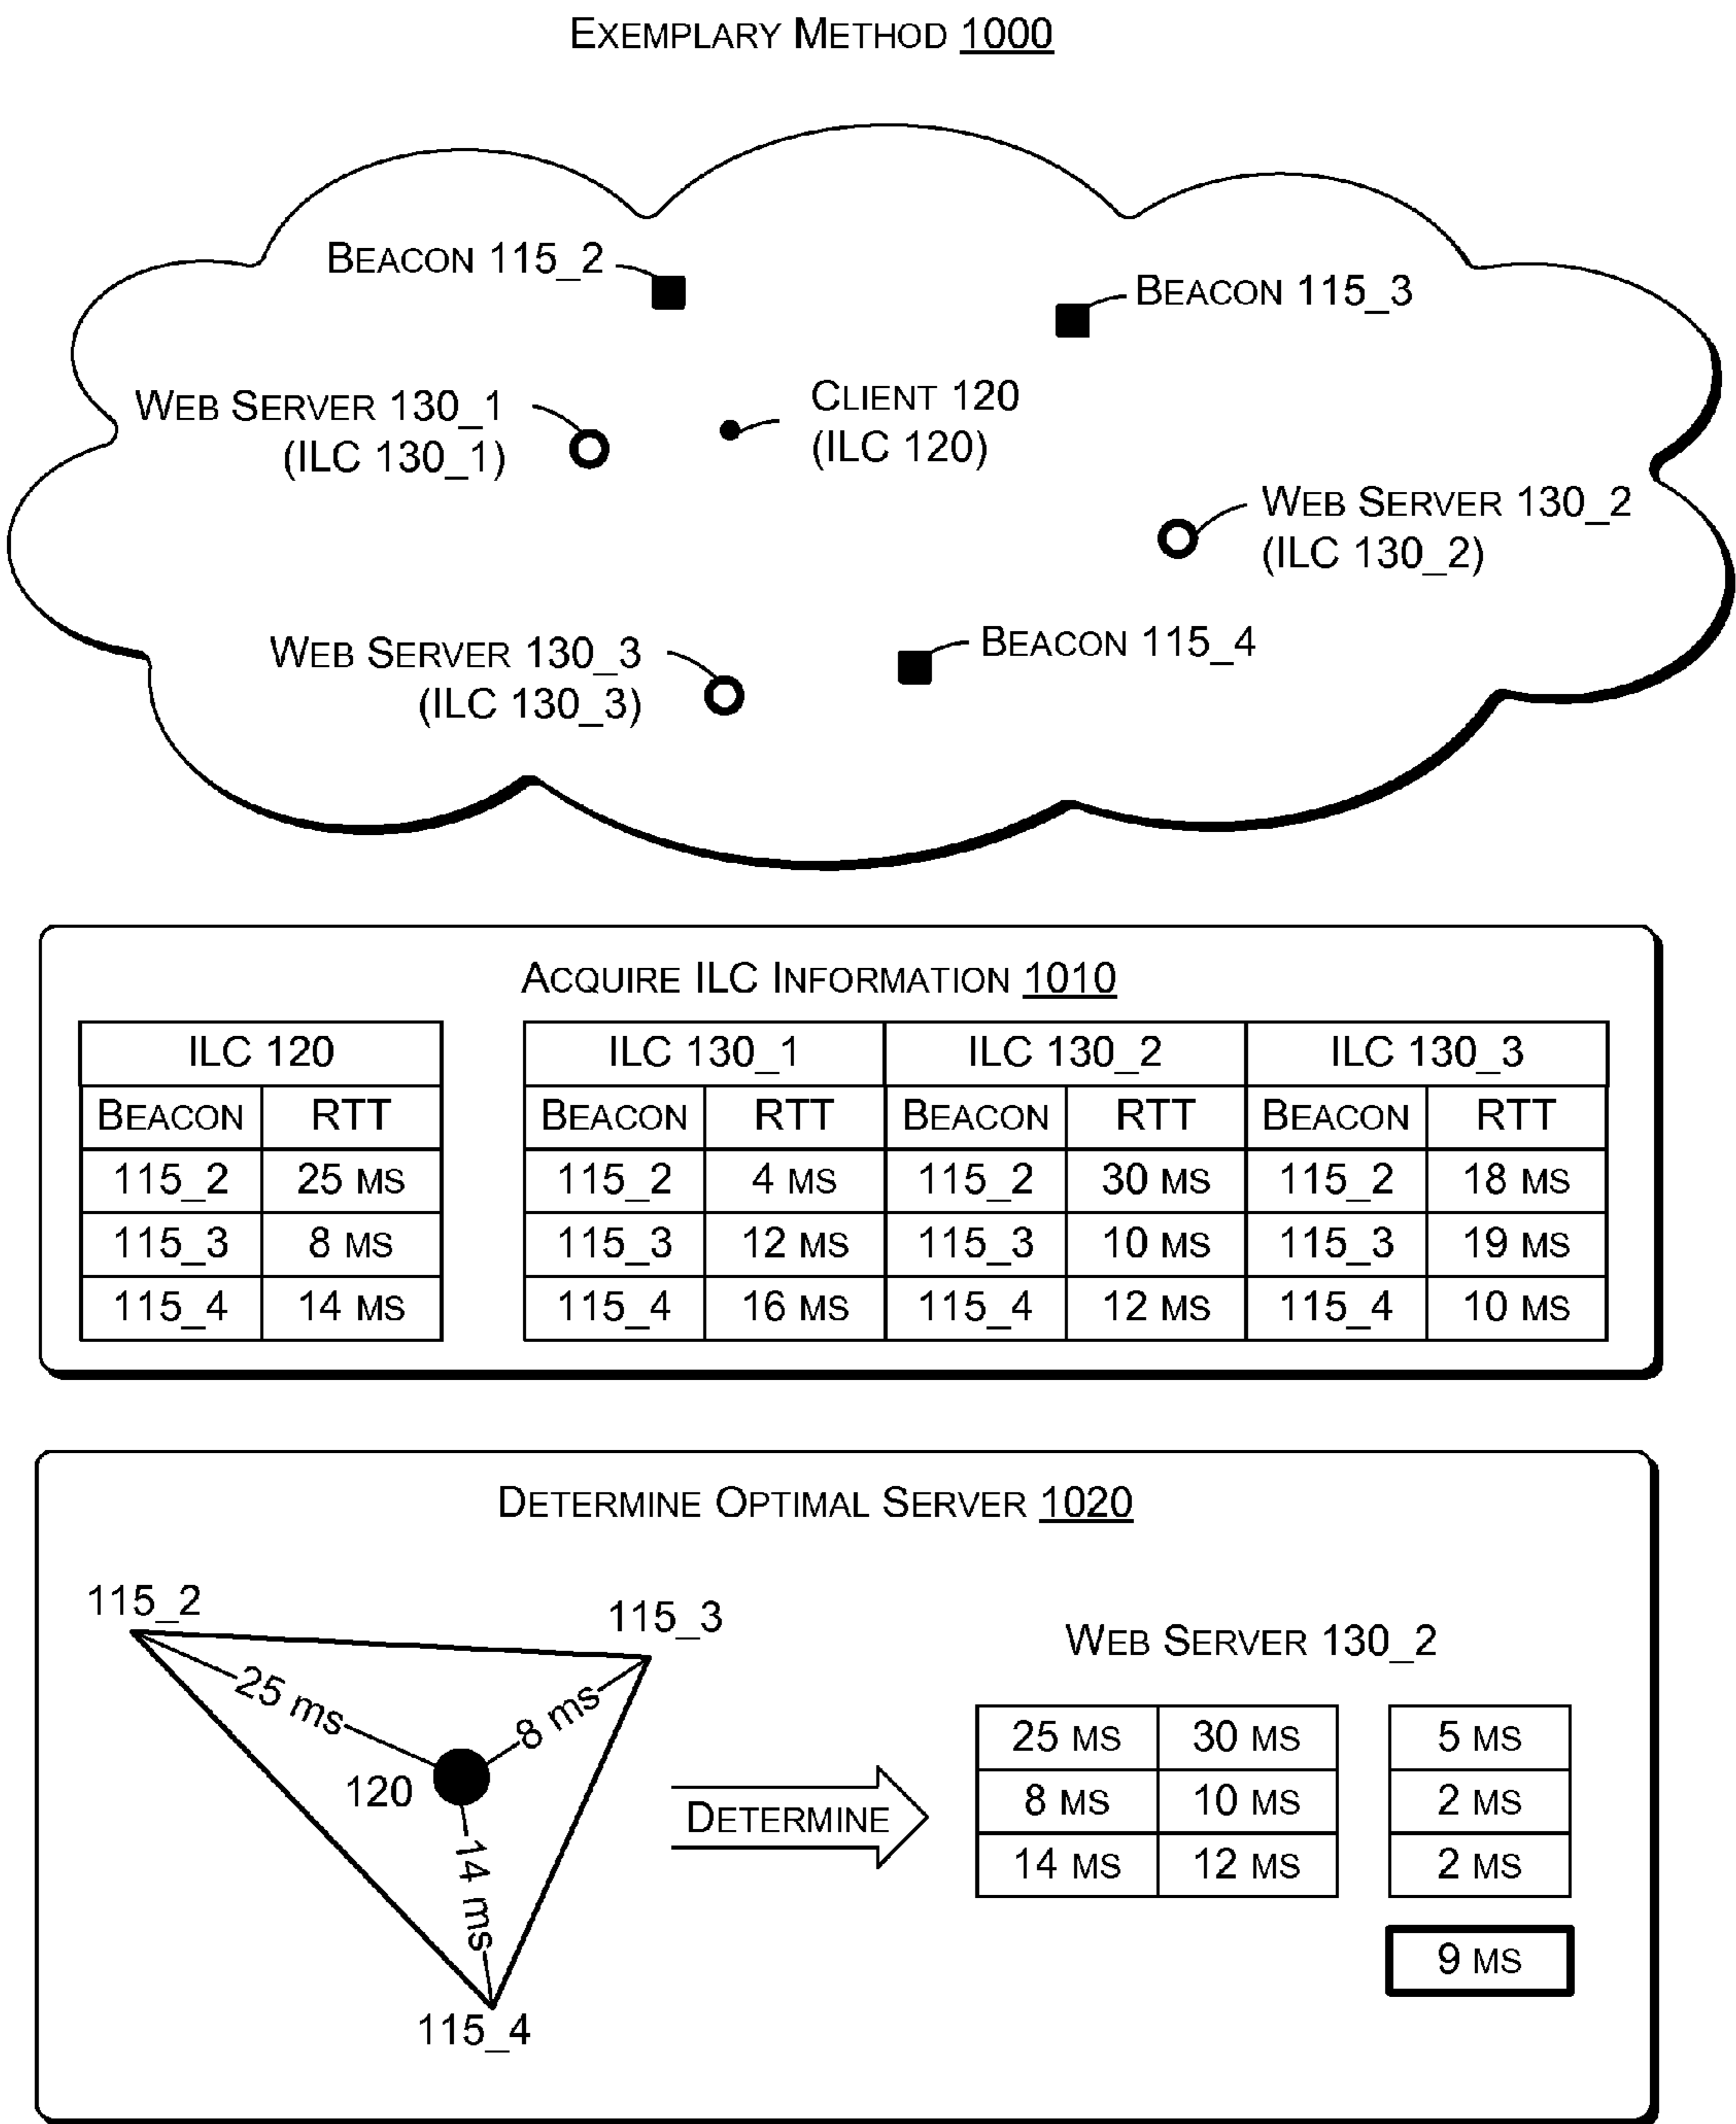 EXEMPLARY METHOD 1000
BEACON 115_2
BEACON 115_3
WEB SERVER 130_1
(ILC 130_1)
CLIENT 120
(ILC 120)
WEB SERVER 130_2
(ILC 130_2)
WEB SERVER 130_3
(ILC 130_3)
BEACON 115_4
ACQUIRE ILC INFORMATION 1010
ILC 120 ILC 130_1 ILC 130_2 ILC 130_3
BEACON RTT BEACON RTT BEACON RTT BEACON RTT
115_2 25 MS 115_2 4 MS 115_2 30 MS 115_2 18 MS
115_3 8 MS 115_3 12 MS 115_3 10 MS 115_3 19 MS
115_4 14 MS 115_4 16 MS 115_4 12 MS 115_4 10 MS
DETERMINE OPTIMAL SERVER 1020
115_2
115_3
25 ms
8 ms
120
14 ms
115_4
DETERMINE
WEB SERVER 130_2
25 MS 30 MS 5 MS
8 MS 10 MS 2 MS
14 MS 12 MS 2 MS
9 MS